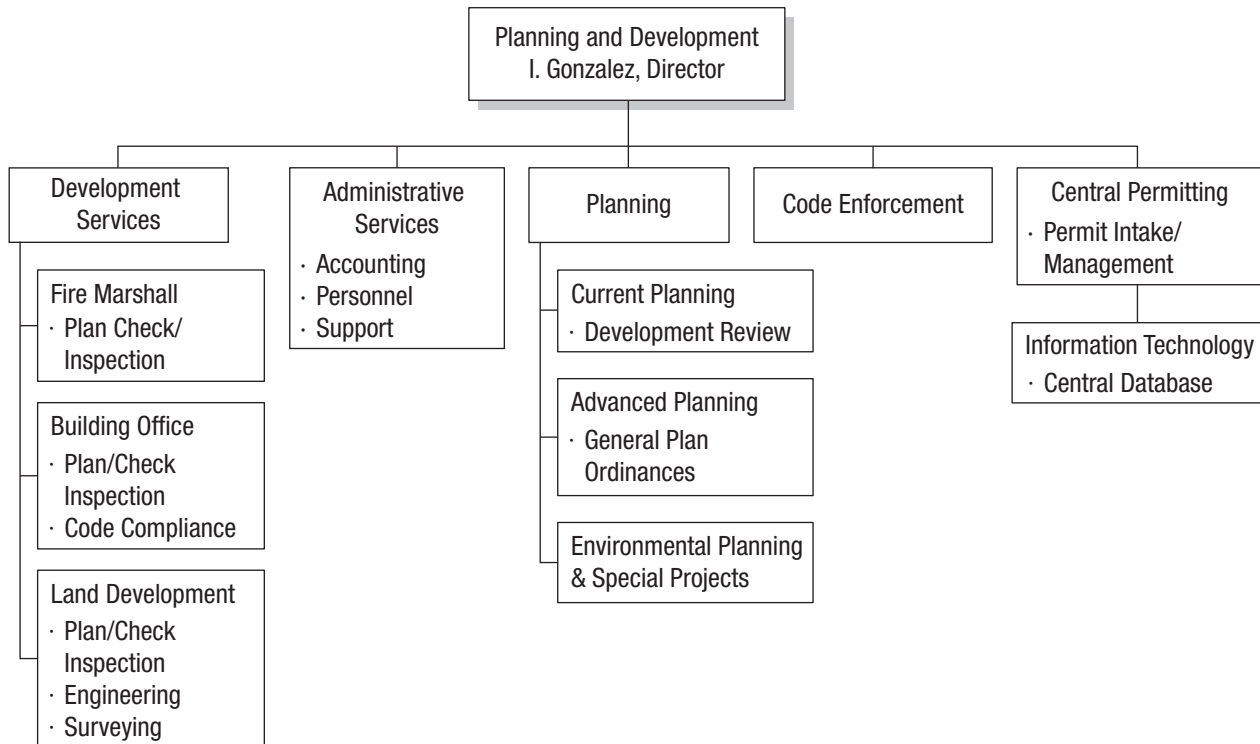 Planning and Development
I. Gonzalez, Director
Development
Services
Fire Marshall
· Plan Check/
Inspection
Building Office
· Plan/Check
Inspection
· Code Compliance
Land Development
· Plan/Check
Inspection
· Engineering
· Surveying
Administrative
Services
· Accounting
· Personnel
· Support
Planning
Current Planning
· Development Review
Advanced Planning
· General Plan
Ordinances
Environmental Planning
& Special Projects
Code Enforcement
Central Permitting
· Permit Intake/
Management
Information Technology
· Central Database